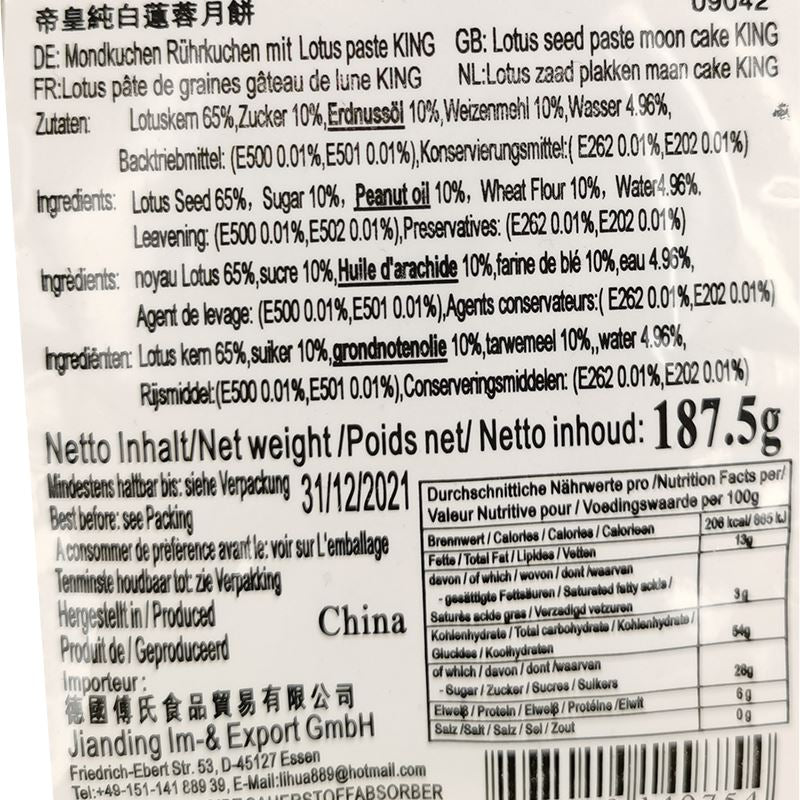 帝皇純白蓮蓉月餅
09042
DE: Mondkuchen Rührkuchen mit Lotus paste KING
GB: Lotus seed paste moon cake KING
FR:Lotus pâte de graines gâteau de lune KING
NL:Lotus zaad plakken maan cake KING
Zutaten: Lotuskern 65%,Zucker 10%,Erdnussöl 10%,Weizenmehl 10%,Wasser 4.96%,
Backtriebmittel: (E500 0.01%,E501 0.01%),Konservierungsmittel:( E262 0.01%,E202 0.01%)
Ingredients: Lotus Seed 65%, Sugar 10%, Peanut oil 10%, Wheat Flour 10%, Water4.96%.
Leavening: (E500 0.01%,E502 0.01%),Preservatives: (E262 0.01%,E202 0.01%)
Ingrèdients: noyau Lotus 65%,sucre 10%,Huile d'arachide 10%,farine de blé 10%,eau 4.96%,
Agent de levage: (E500 0.01%,E501 0.01%),Agents conservateurs:( E262 0.01%,E202 0.01%)
Ingrediënten: Lotus kern 65%,suiker 10%,grondnotenolie 10%,tarwemeel 10%,,water 4.96%,
Rijsmiddel:(E500 0.01%,E501 0.01%),Conserveringsmiddelen: (E262 0.01%,E202 0.01%)
Netto Inhalt/Net weight /Poids net/ Netto inhoud: 187.5g
Mindestens haltbar bis: siehe Verpackung 31/12/2021
Best before: see Packing
A consommer de préférence avant le: voir sur L'emballage
Tenminste houdbaar tot: zie Verpakking
Hergestellt in / Produced
Produit de / Geproduceerd
China
Importeur:
德國傅氏食品貿易有限公司
Jianding Im-& Export GmbH
Friedrich-Ebert Str. 53, D-45127 Essen
Tel:+49-151-141 889 39, E-Mail:lihua889@hotmail.com
SAUERSTOFFABSORBER
Durchschnittliche Nährwerte pro /Nutrition Facts per/
Valeur Nutritive pour / Voedingswaarde per 100g
Brennwert / Calories / Calories / Calorieen 206 kcal/ 865 kJ
Fette / Total Fat / Lipides / Vetten 13g
davon / of which / wovon / dont /waarvan
- gesättigte Fettsäuren / Saturated fatty acids / 3g
Saturés acide gras / Verzadigd vetzuren
Kohlenhydrate / Total carbohydrate / Kohlenhydrate / 54g
Glucides / Koolhydraten
of which / davon / dont /waarvan
- Sugar / Zucker / Sucres / Suikers 26g
Eiweiß / Protein / Eiweiß / Protéine /Eiwit 6g
Salz /Salt / Salz / Sel / Zout 0g